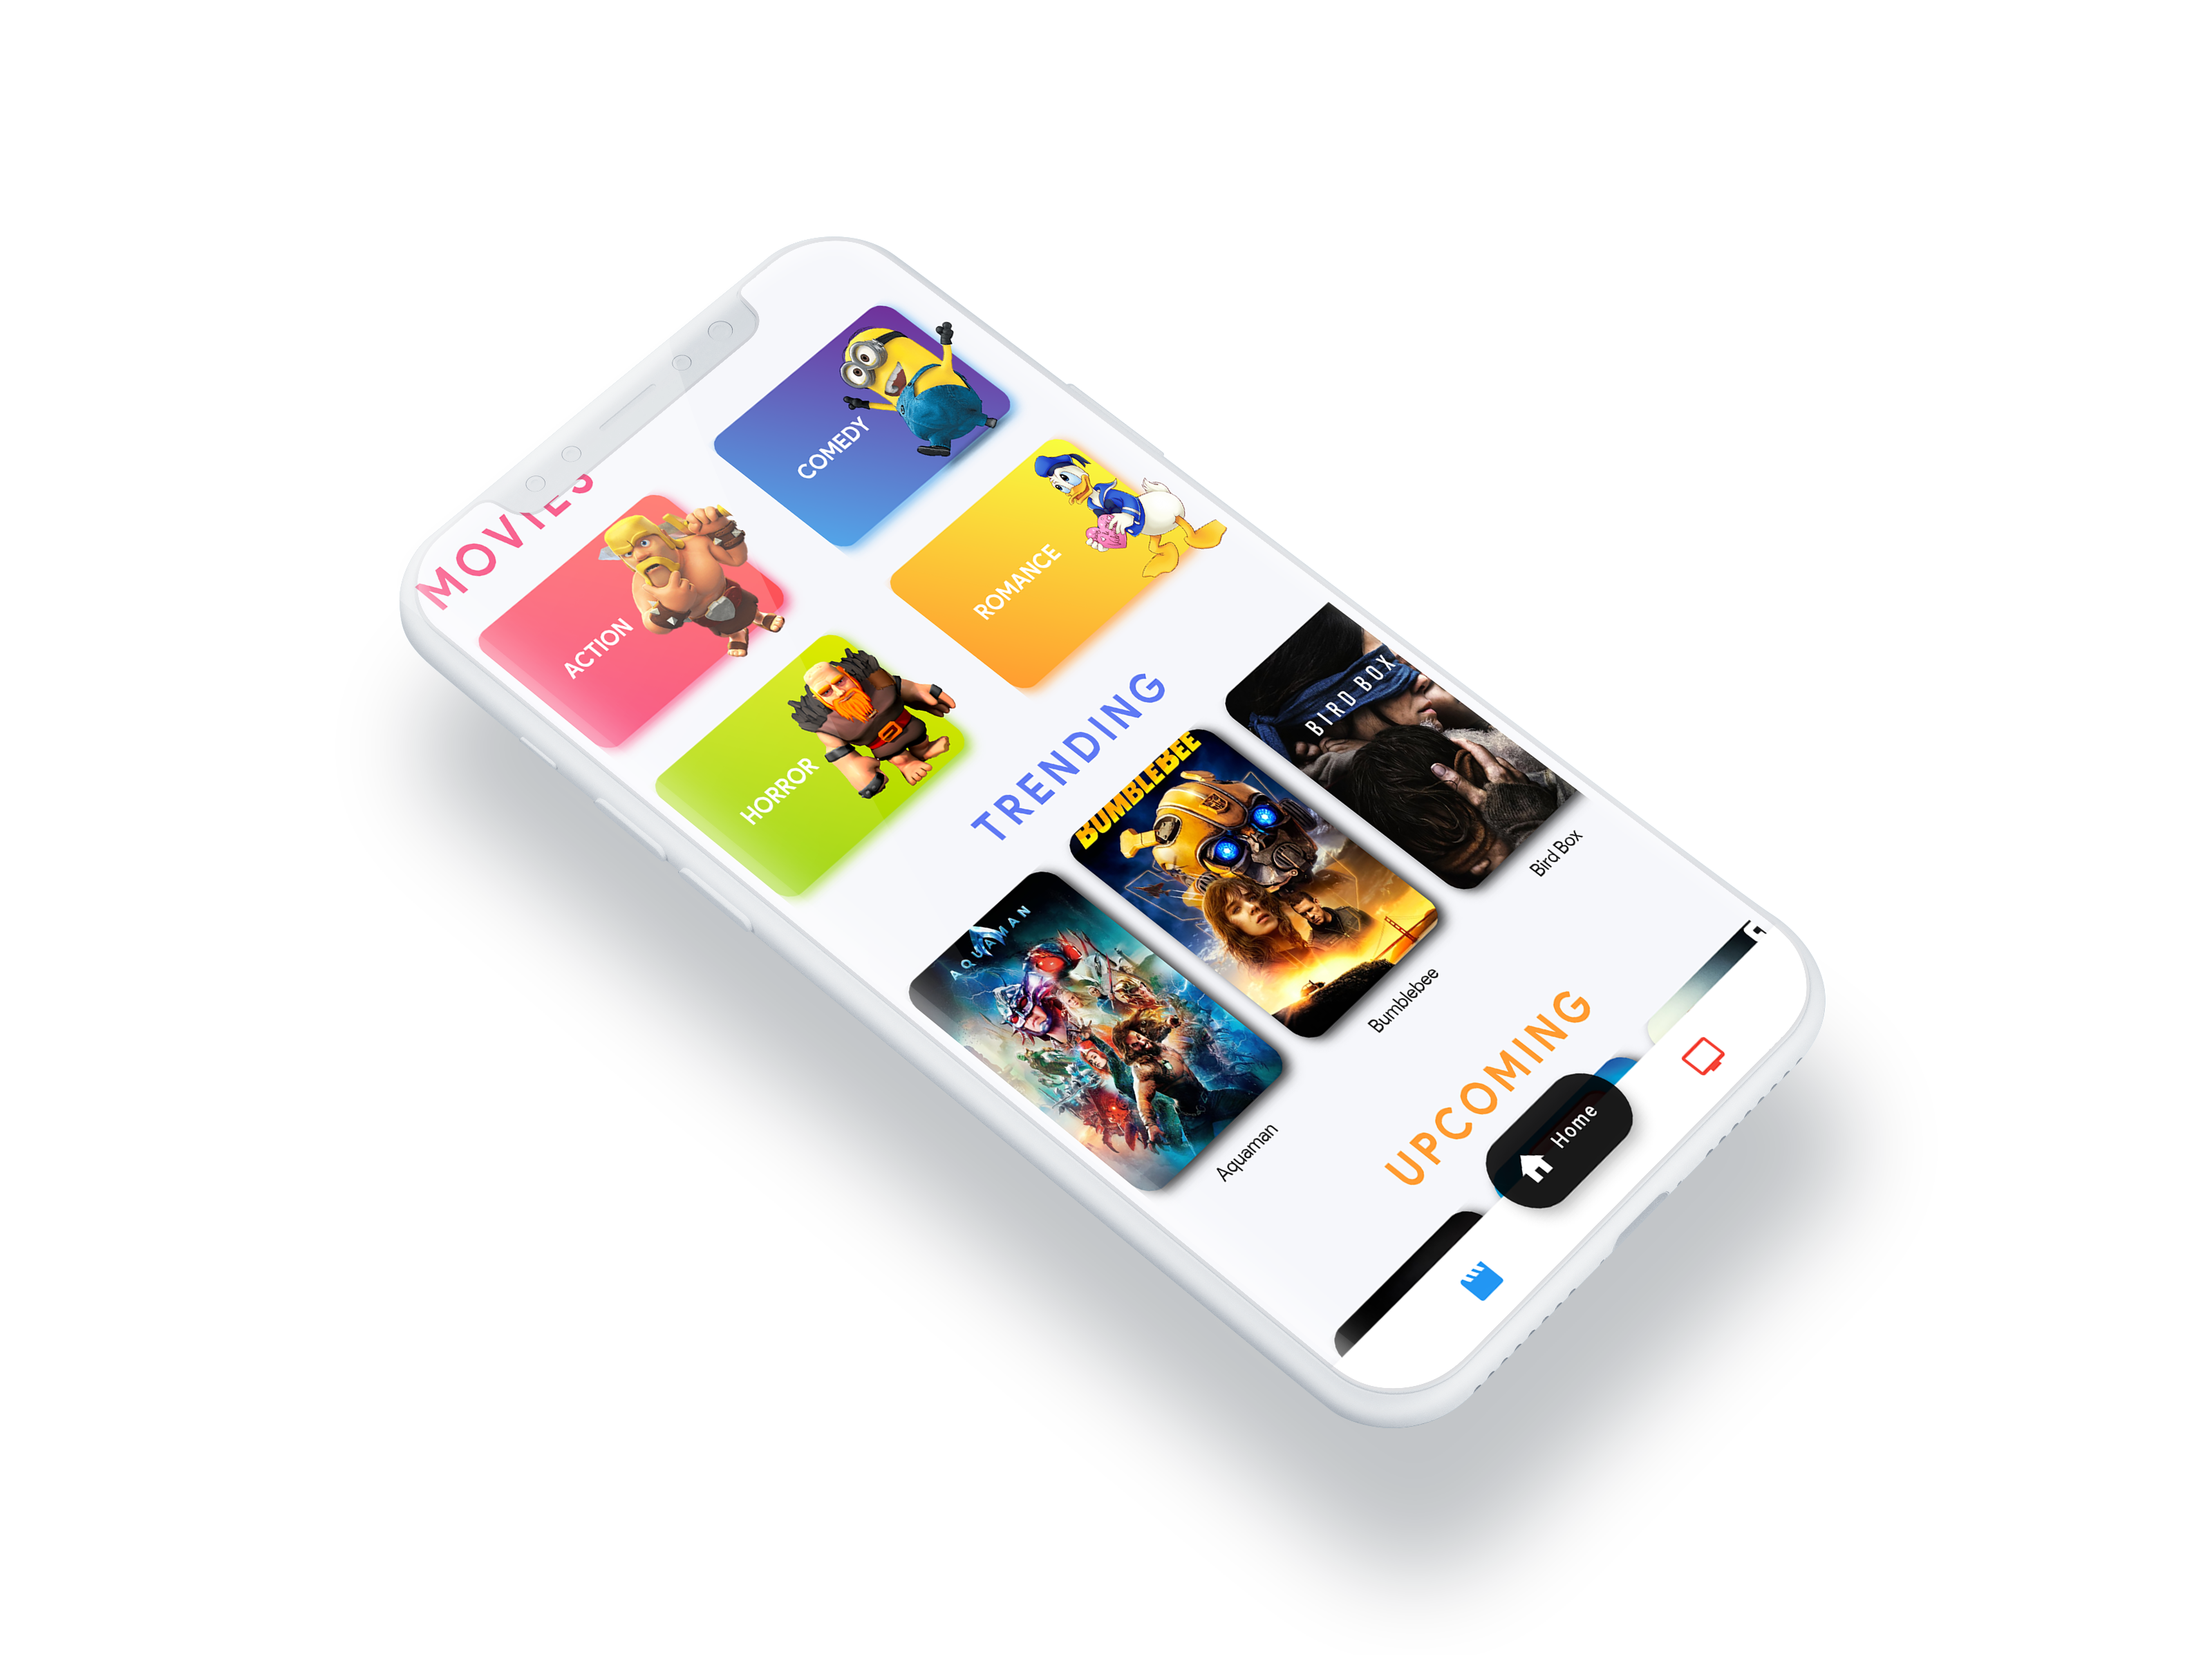 MOVIES
ACTION
COMEDY
HORROR
ROMANCE
TRENDING
AQUAMAN
BUMBLEBEE
BIRD BOX
Aquaman
Bumblebee
Bird Box
UPCOMING
Home